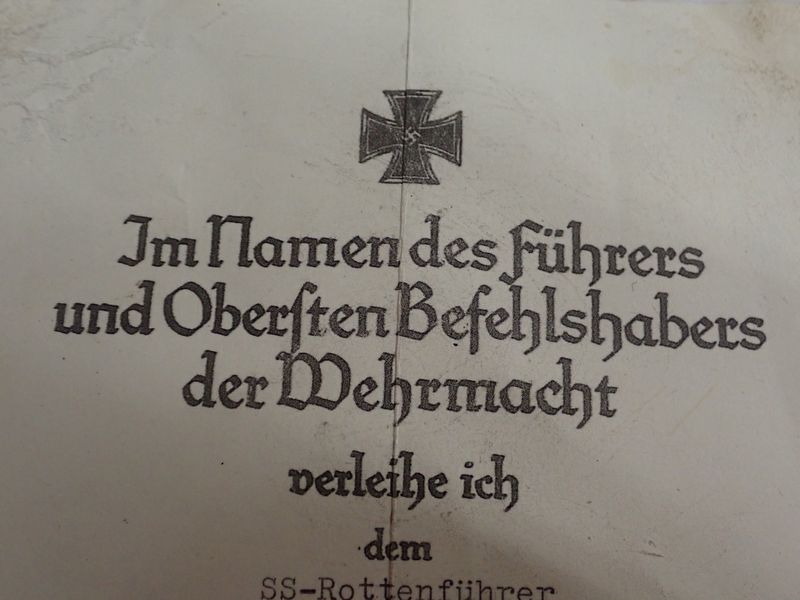 Im Namen des Führers
und Obersten Befehlshabers
der Wehrmacht
verleihe ich
dem
SS-Rottenführer